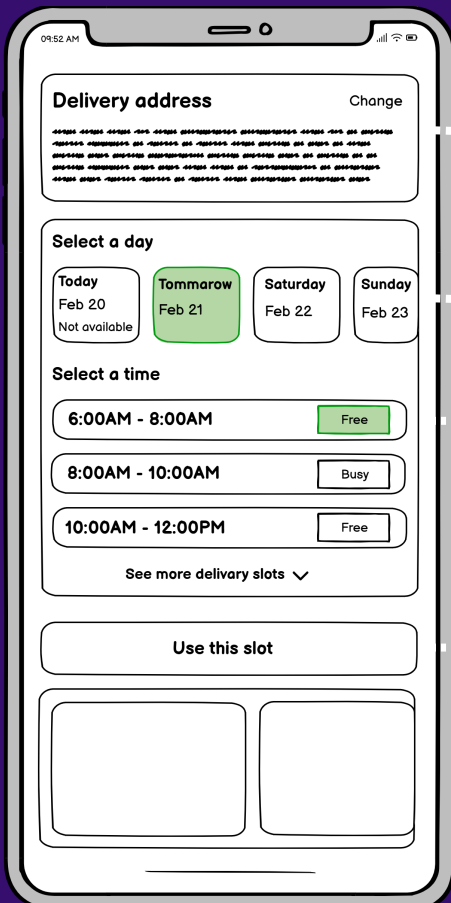 09:52 AM
Delivery address
Change
Select a day
Today
Feb 20
Not available
Tommarow
Feb 21
Saturday
Feb 22
Sunday
Feb 23
Select a time
6:00AM - 8:00AM
Free
8:00AM - 10:00AM
Busy
10:00AM - 12:00PM
Free
See more delivary slots
Use this slot